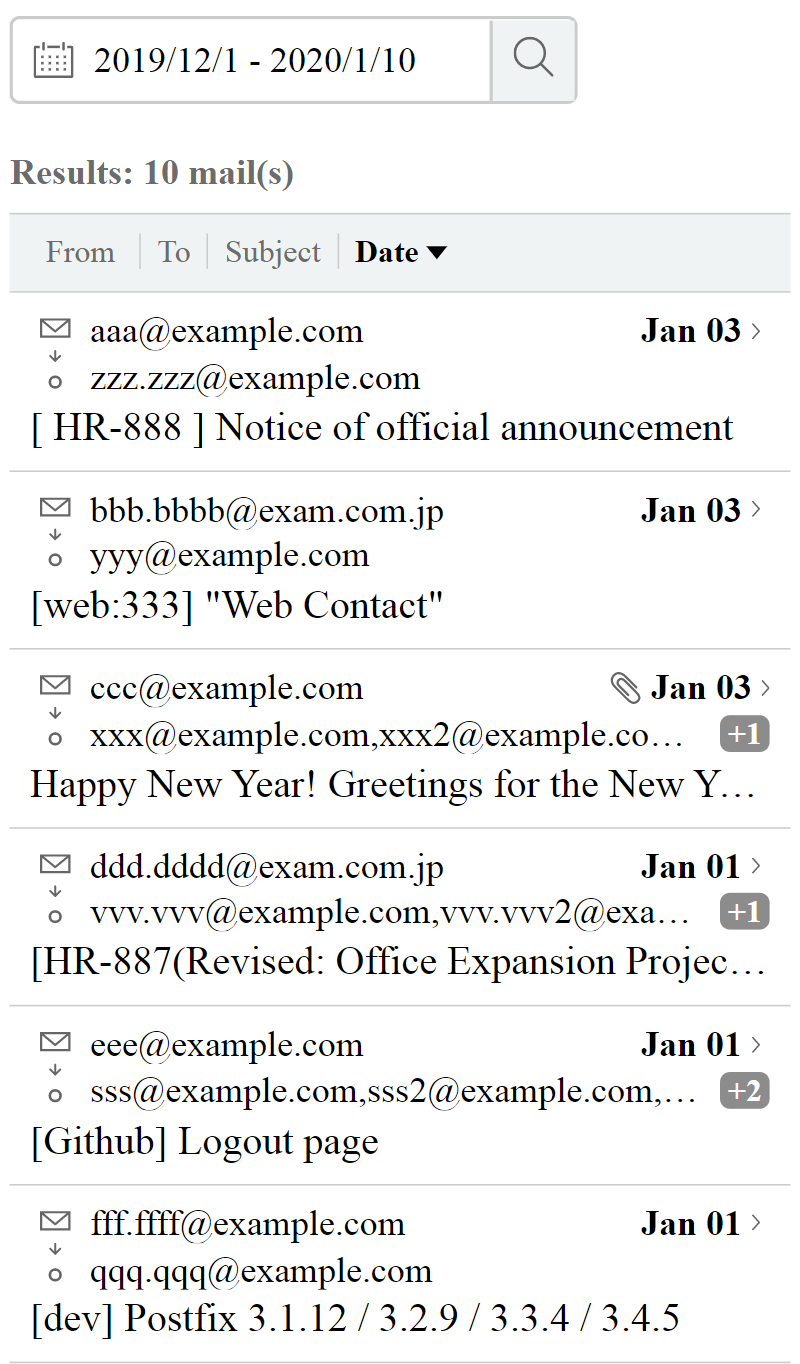 2019/12/1 - 2020/1/10
Results: 10 mail(s)
From To Subject Date
aaa@example.com Jan 03
zzz.zzz@example.com
[ HR-888 ] Notice of official announcement
bbb.bbbb@exam.com.jp Jan 03
yyy@example.com
[web:333] "Web Contact"
ccc@example.com Jan 03
xxx@example.com,xxx2@example.co… +1
Happy New Year! Greetings for the New Y…
ddd.dddd@exam.com.jp Jan 01
vvv.vvv@example.com,vvv.vvv2@exa… +1
[HR-887(Revised: Office Expansion Projec…
eee@example.com Jan 01
sss@example.com,sss2@example.com,… +2
[Github] Logout page
fff.ffff@example.com Jan 01
qqq.qqq@example.com
[dev] Postfix 3.1.12 / 3.2.9 / 3.3.4 / 3.4.5